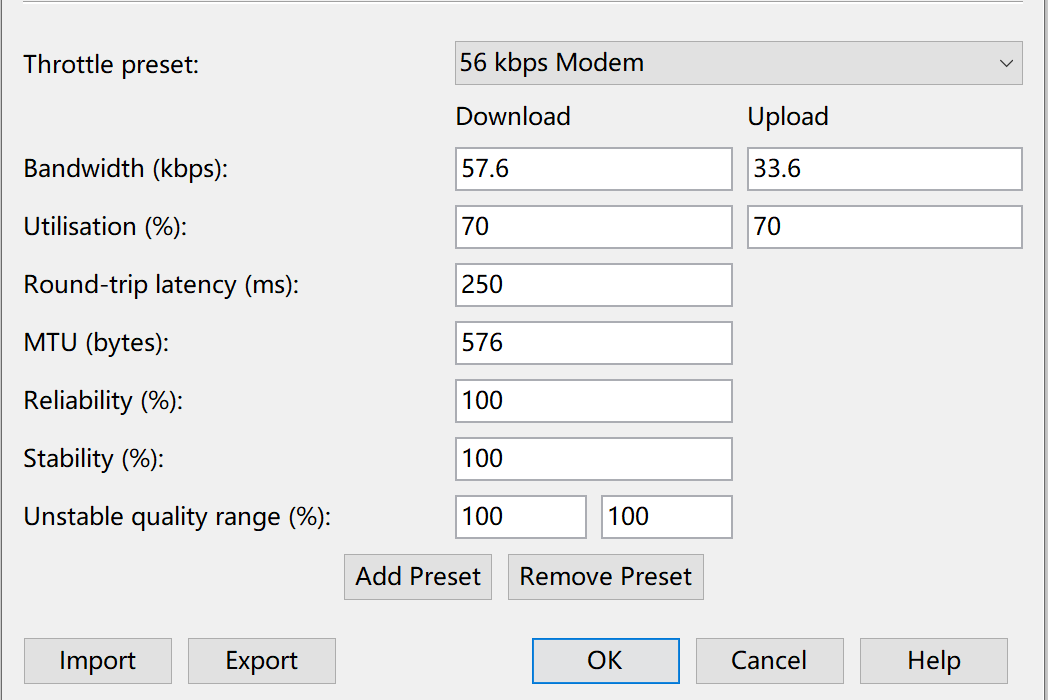 Throttle preset: 56 kbps Modem
Download Upload
Bandwidth (kbps): 57.6 33.6
Utilisation (%): 70 70
Round-trip latency (ms): 250
MTU (bytes): 576
Reliability (%): 100
Stability (%): 100
Unstable quality range (%): 100 100
Add Preset Remove Preset
Import Export OK Cancel Help